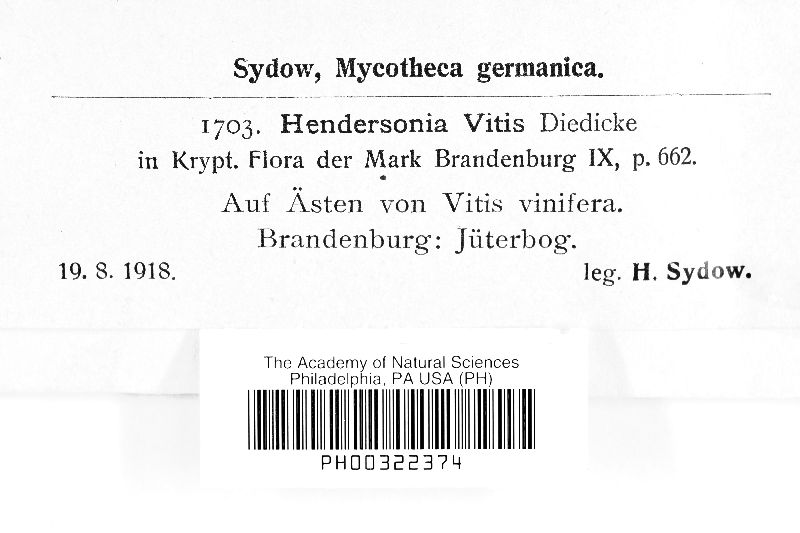 Sydow, Mycotheca germanica.
1703. Hendersonia Vitis Diedicke
in Krypt. Flora der Mark Brandenburg IX, p. 662.
Auf Ästen von Vitis vinifera.
Brandenburg: Jüterbog.
19. 8. 1918. leg. H. Sydow.
The Academy of Natural Sciences
Philadelphia, PA USA (PH)
PH00322374